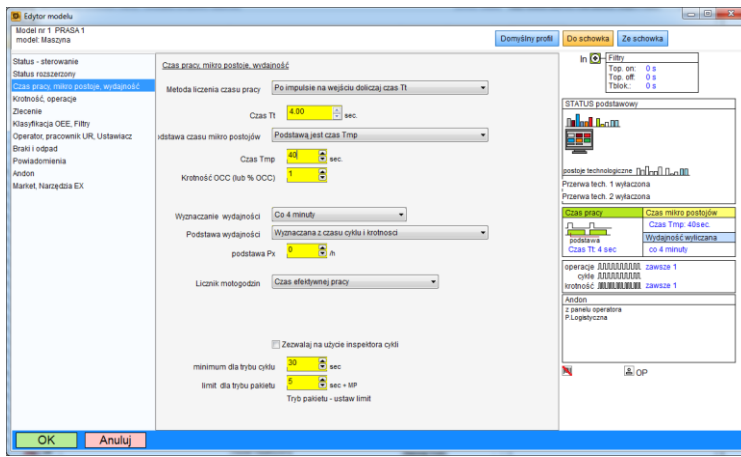 Edytor modelu
Model nr 1 PRASA 1
model: Maszyna
Domyślny profil
Do schowka
Ze schowka
Status - sterowanie
Status rozszerzony
Czas pracy, mikro postoje, wydajność
Krotność, operacje
Zlecenie
Klasyfikacja OEE, Filtry
Operator, pracownik UR, Ustawiacz
Braki i odpad
Powiadomienia
Andon
Market, Narzędzia EX
Czas pracy, mikro postoje, wydajność
Metoda liczenia czasu pracy Po impulsie na wejściu doliczaj czas Tt
Czas Tt 4.00 sec.
odstawa czasu mikro postojów Podstawą jest czas Tmp
Czas Tmp 40 sec.
Krotność OCC (lub % OCC) 1
Wyznaczanie wydajności Co 4 minuty
Podstawa wydajności Wyznaczana z czasu cyklu i krotnosci
podstawa Px 0 /h
Licznik motogodzin Czas efektywnej pracy
Zezwalaj na użycie inspektora cykli
minimum dla trybu cyklu 30 sec
limit dla trybu pakietu 5 sec + MP
Tryb pakietu - ustaw limit
In Filtry
Top. on: 0 s
Top. off: 0 s
Tblok.: 0 s
STATUS podstawowy
postoje technologiczne
Przerwa tech. 1 wyłaczona
Przerwa tech. 2 wyłaczona
Czas pracy
podstawa
Czas Tt: 4 sec
Czas mikro postojów
Czas Tmp: 40sec.
Wydajność wyliczana
co 4 minuty
operacje zawsze 1
cykle
krotność zawsze 1
Andon
z panelu operatora
P.Logistyczna
OP
OK
Anuluj